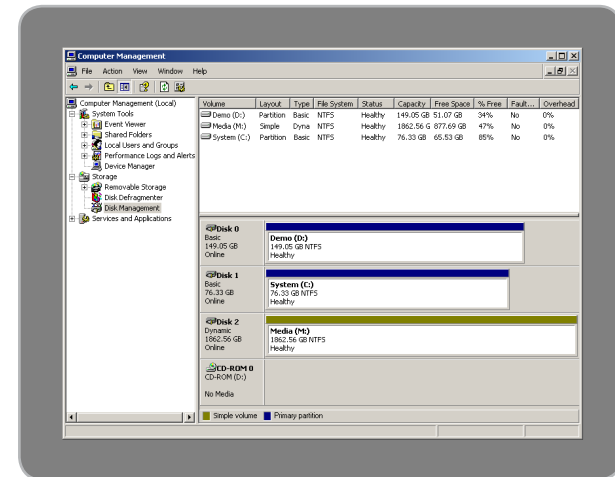 Computer Management
File Action View Window Help
Computer Management (Local)
System Tools
Event Viewer
Shared Folders
Local Users and Groups
Performance Logs and Alerts
Device Manager
Storage
Removable Storage
Disk Defragmenter
Disk Management
Services and Applications
Volume Layout Type File System Status Capacity Free Space % Free Fault... Overhead
Demo (D:) Partition Basic NTFS Healthy 149.05 GB 51.07 GB 34% No 0%
Media (M:) Simple Dyna NTFS Healthy 1862.56 G 877.69 GB 47% No 0%
System (C:) Partition Basic NTFS Healthy 76.33 GB 65.53 GB 85% No 0%
Disk 0
Basic
149.05 GB
Online
Demo (D:)
149.05 GB NTFS
Healthy
Disk 1
Basic
76.33 GB
Online
System (C:)
76.33 GB NTFS
Healthy
Disk 2
Dynamic
1862.56 GB
Online
Media (M:)
1862.56 GB NTFS
Healthy
CD-ROM 0
CD-ROM (D:)
No Media
Simple volume Primary partition